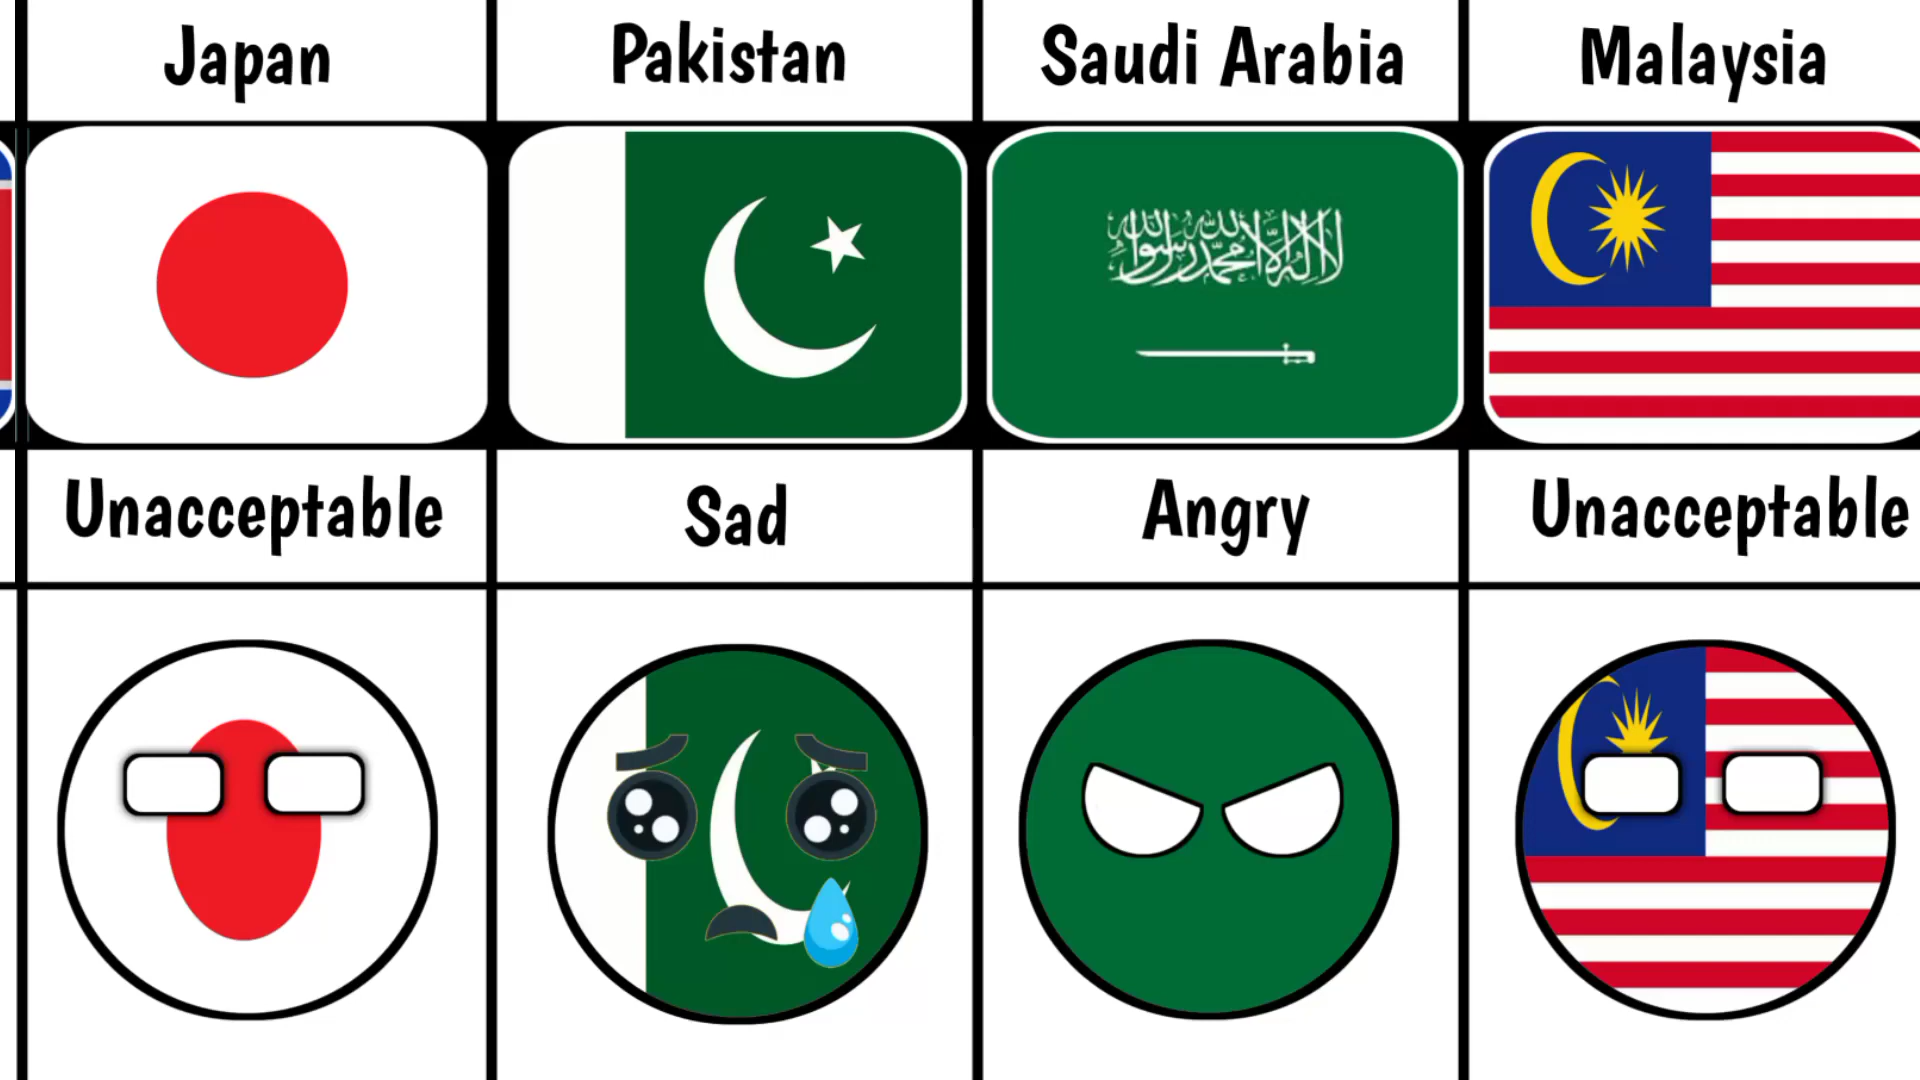 Japan
Pakistan
Saudi Arabia
Malaysia
لا إله إلا الله محمد رسول الله
Unacceptable
Sad
Angry
Unacceptable